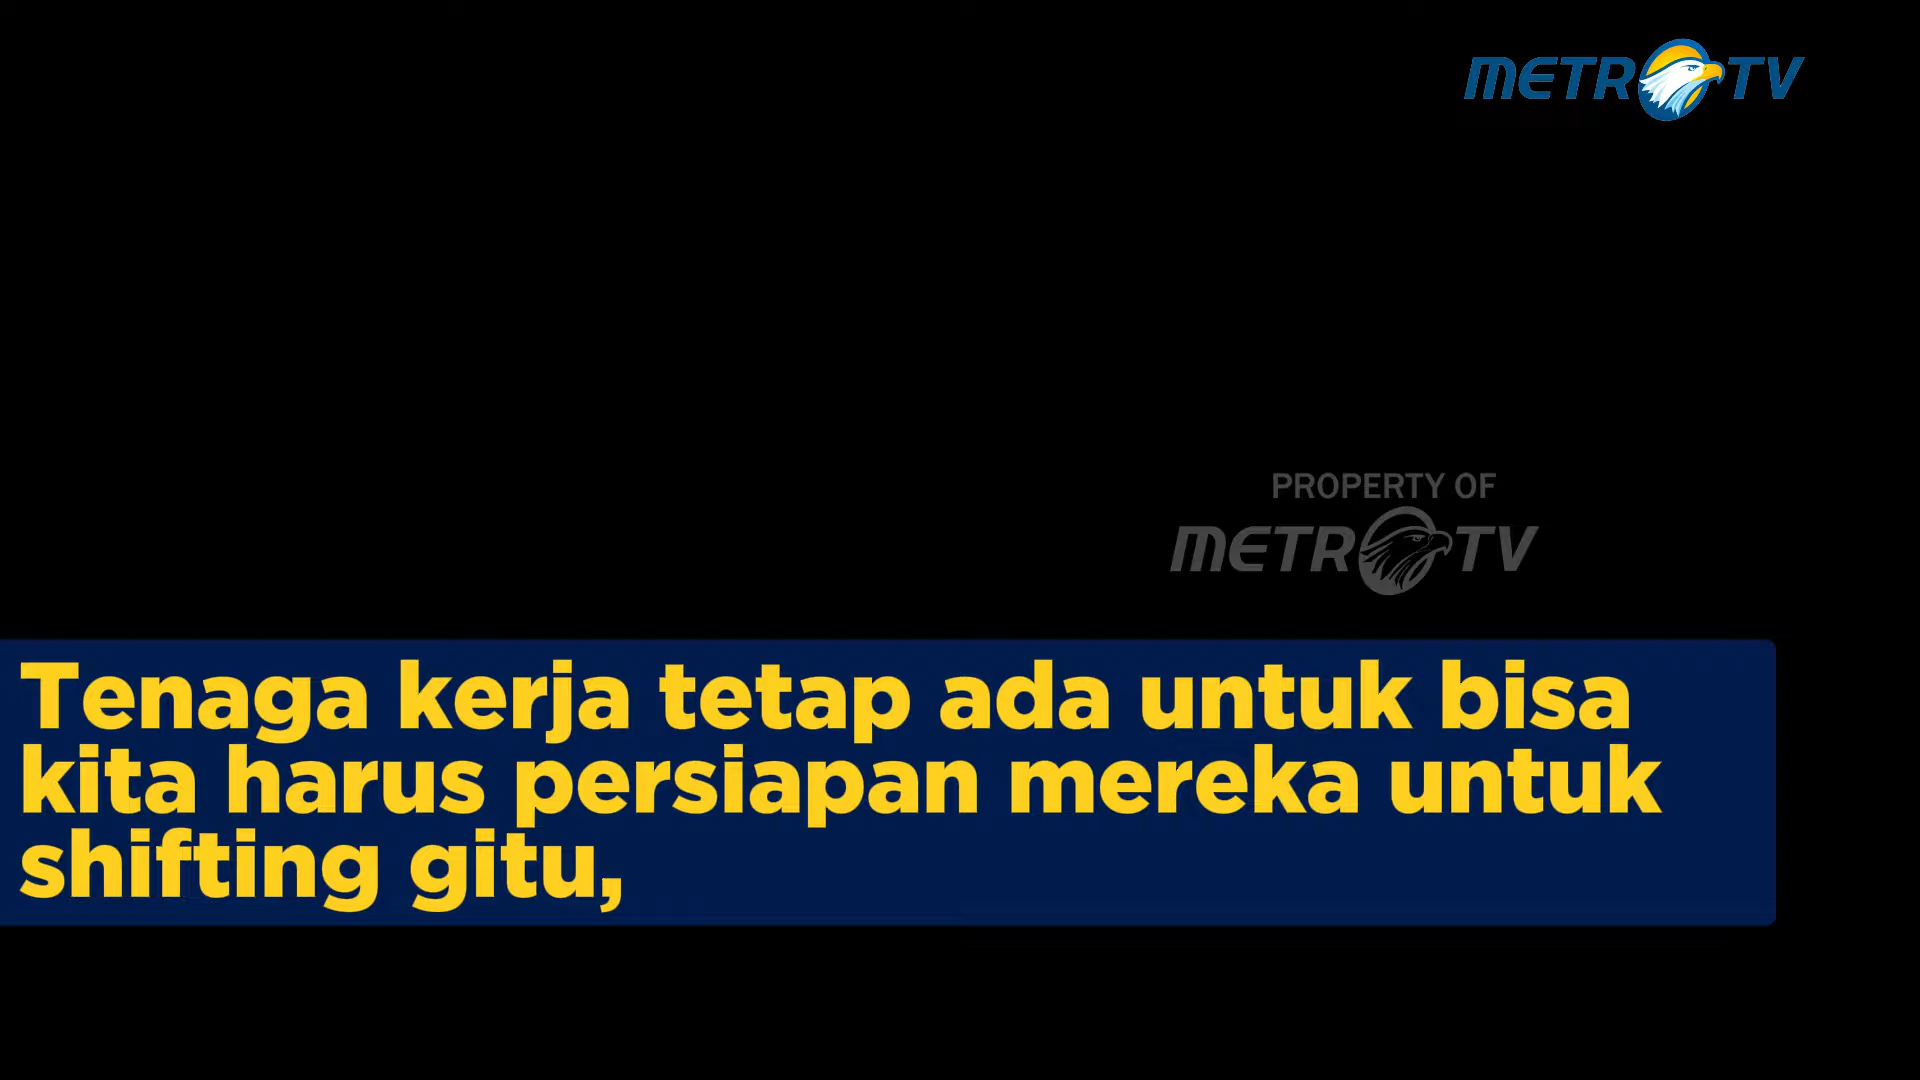 METRO TV
PROPERTY OF
METRO TV
Tenaga kerja tetap ada untuk bisa
kita harus persiapan mereka untuk
shifting gitu,